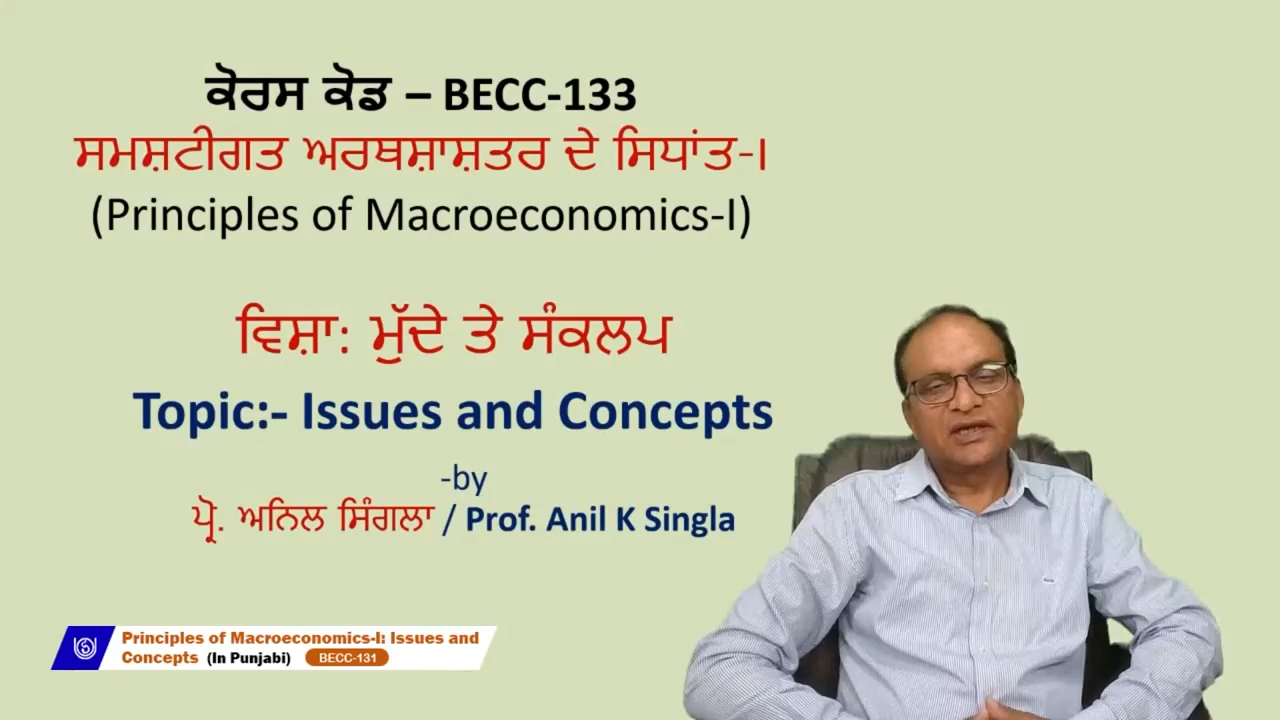 ਕੋਰਸ ਕੋਡ – BECC-133
ਸਮਸ਼ਟੀਗਤ ਅਰਥਸ਼ਾਸ਼ਤਰ ਦੇ ਸਿਧਾਂਤ-I
(Principles of Macroeconomics-I)
ਵਿਸ਼ਾ: ਮੁੱਦੇ ਤੇ ਸੰਕਲਪ
Topic:- Issues and Concepts
-by
ਪ੍ਰੋ. ਅਨਿਲ ਸਿੰਗਲਾ / Prof. Anil K Singla
Principles of Macroeconomics-I: Issues and
Concepts (In Punjabi) BECC-131